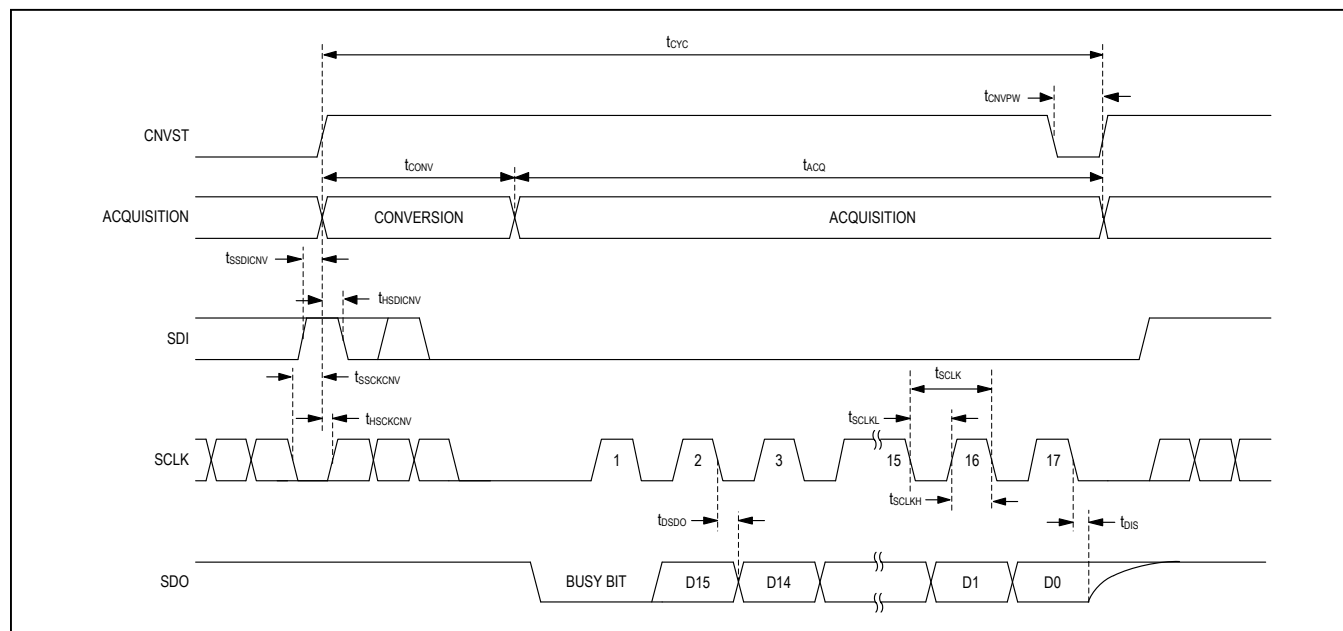 tCYC
tCNVPW
CNVST
tCONV
tACQ
ACQUISITION
CONVERSION
ACQUISITION
tSSDICNV
tHSDICNV
SDI
tSSCKCNV
tSCLK
tHSCKCNV
tSCLKL
SCLK
1
2
3
15
16
17
tSCLKH
tDSDO
tDIS
SDO
BUSY BIT
D15
D14
D1
D0